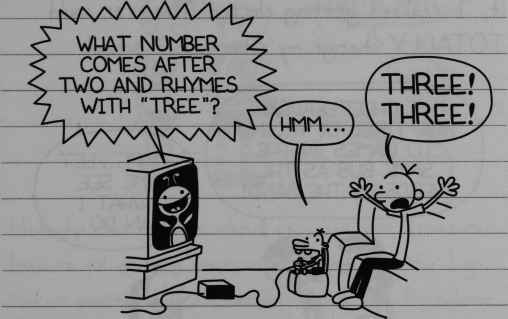 WHAT NUMBER
COMES AFTER
TWO AND RHYMES
WITH "TREE"?
HMM...
THREE!
THREE!